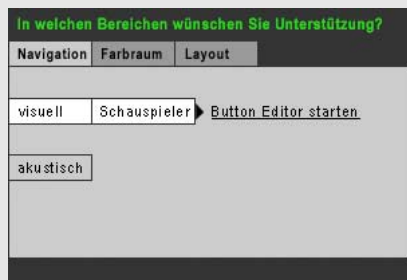 In welchen Bereichen wünschen Sie Unterstützung?
Navigation Farbraum Layout
visuell Schauspieler Button Editor starten
akustisch